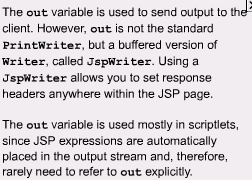 The out variable is used to send output to the
client. However, out is not the standard
PrintWriter, but a buffered version of
Writer, called JspWriter. Using a
JspWriter allows you to set response
headers anywhere within the JSP page.
The out variable is used mostly in scriptlets,
since JSP expressions are automatically
placed in the output stream and, therefore,
rarely need to refer to out explicitly.